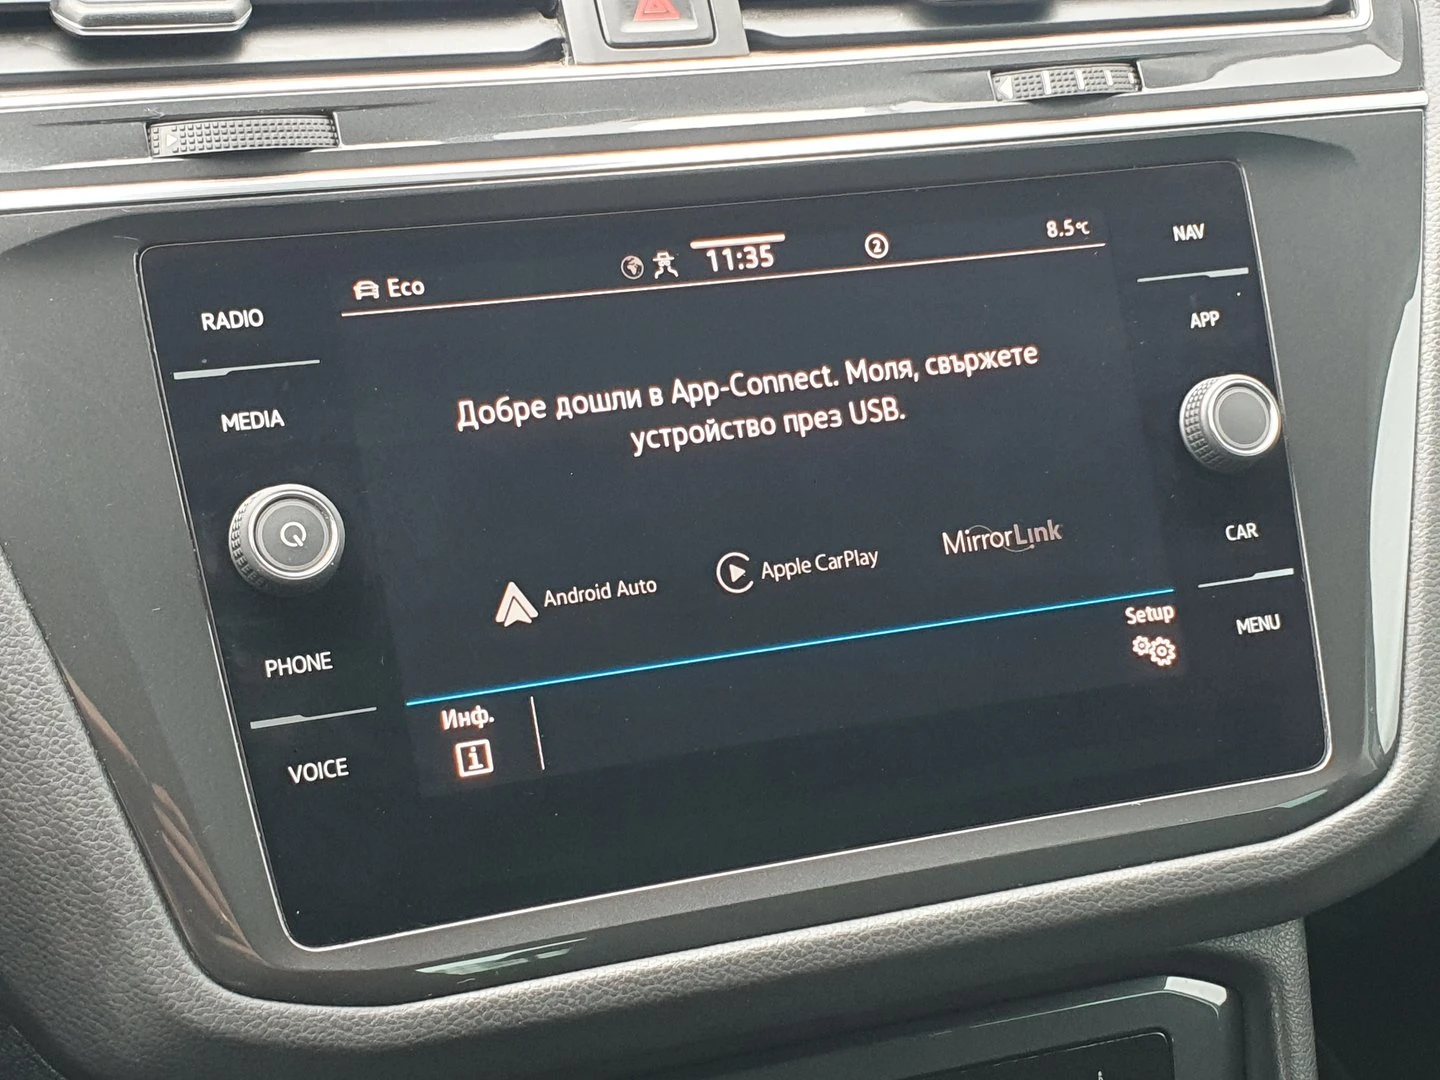 Eco
11:35
2
8.5°C
NAV
RADIO
APP
MEDIA
Добре дошли в App-Connect. Моля, свържете
устройство през USB.
Android Auto
Apple CarPlay
MirrorLink
CAR
PHONE
Setup
MENU
Инф.
i
VOICE